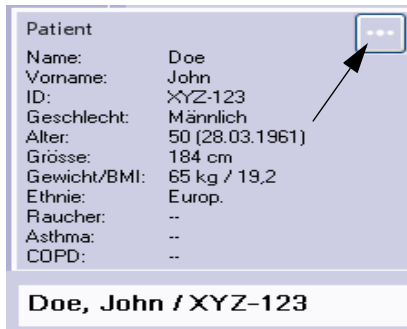 Patient
Name: Doe
Vorname: John
ID: XYZ-123
Geschlecht: Männlich
Alter: 50 (28.03.1961)
Grösse: 184 cm
Gewicht/BMI: 65 kg / 19,2
Ethnie: Europ.
Raucher: --
Asthma: --
COPD: --
Doe, John / XYZ-123